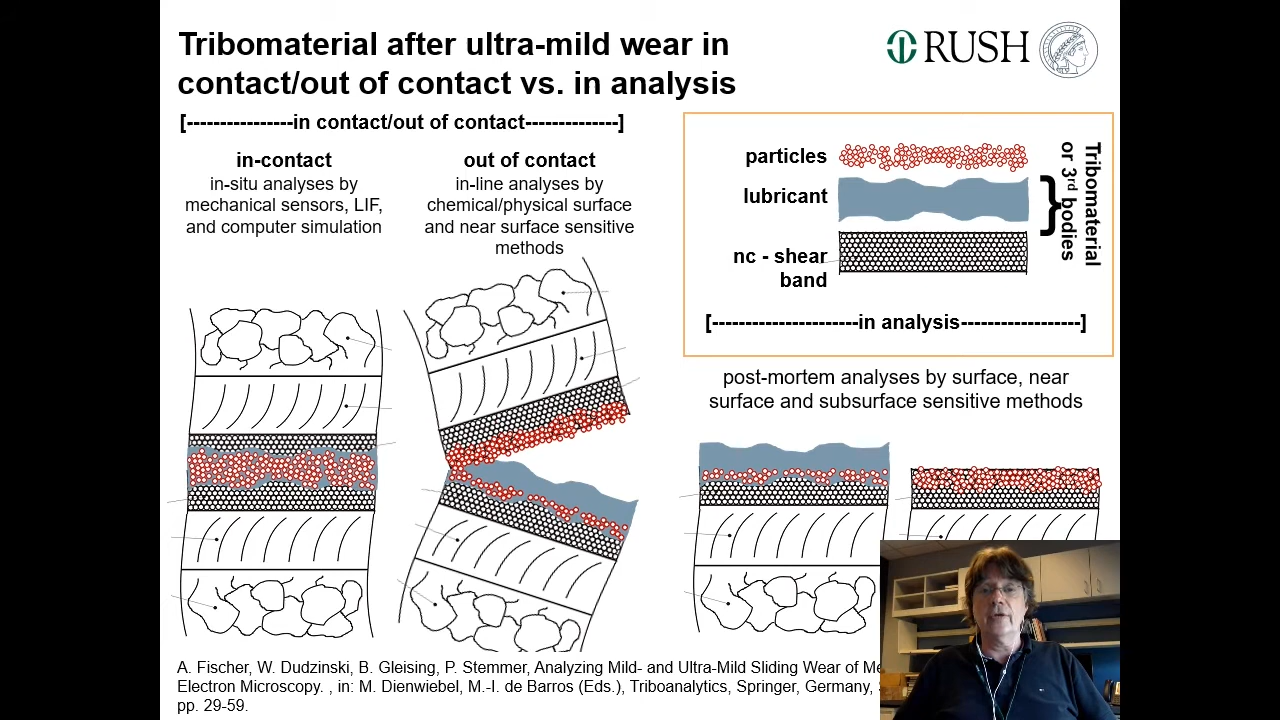 Tribomaterial after ultra-mild wear in
contact/out of contact vs. in analysis
RUSH
[----------------in contact/out of contact--------------]
in-contact
in-situ analyses by
mechanical sensors, LIF,
and computer simulation
out of contact
in-line analyses by
chemical/physical surface
and near surface sensitive
methods
particles
lubricant
nc - shear
band
}
Tribomaterial
or 3rd bodies
[----------------------in analysis------------------]
post-mortem analyses by surface, near
surface and subsurface sensitive methods
A. Fischer, W. Dudzinski, B. Gleising, P. Stemmer, Analyzing Mild- and Ultra-Mild Sliding Wear of
Electron Microscopy. , in: M. Dienwiebel, M.-I. de Barros (Eds.), Triboanalytics, Springer, Germany,
pp. 29-59.